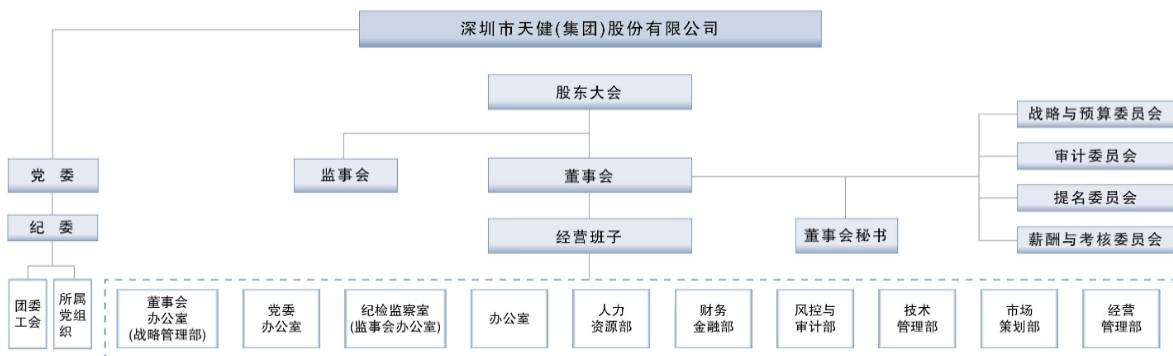 深圳市天健(集团)股份有限公司
股东大会
战略与预算委员会
审计委员会
党 委
监事会
董事会
提名委员会
纪 委
经营班子
董事会秘书
薪酬与考核委员会
团委
工会
所属
党组
织
董事会
办公室
(战略管理部)
党委
办公室
纪检监察室
(监事会办公室)
办公室
人力
资源部
财务
金融部
风控与
审计部
技术
管理部
市场
策划部
经营
管理部